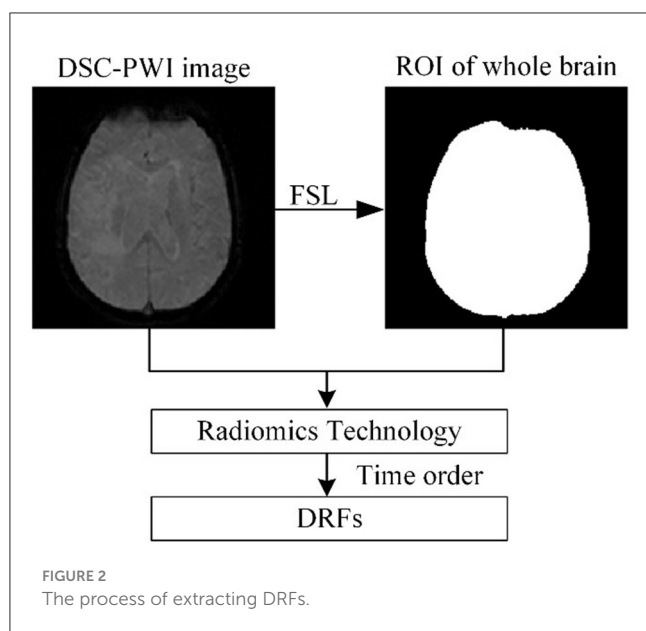 DSC-PWI image
ROI of whole brain
FSL
Radiomics Technology
Time order
DRFs
FIGURE 2
The process of extracting DRFs.